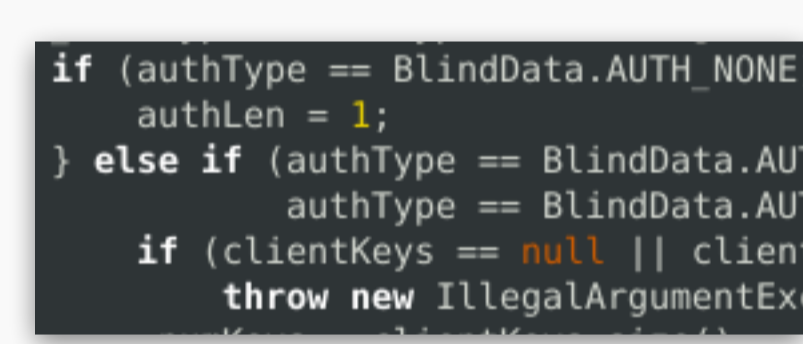 if (authType == BlindData.AUTH_NONE
authLen = 1;
} else if (authType == BlindData.AU
authType == BlindData.AU
if (clientKeys == null || clien
throw new IllegalArgumentExc